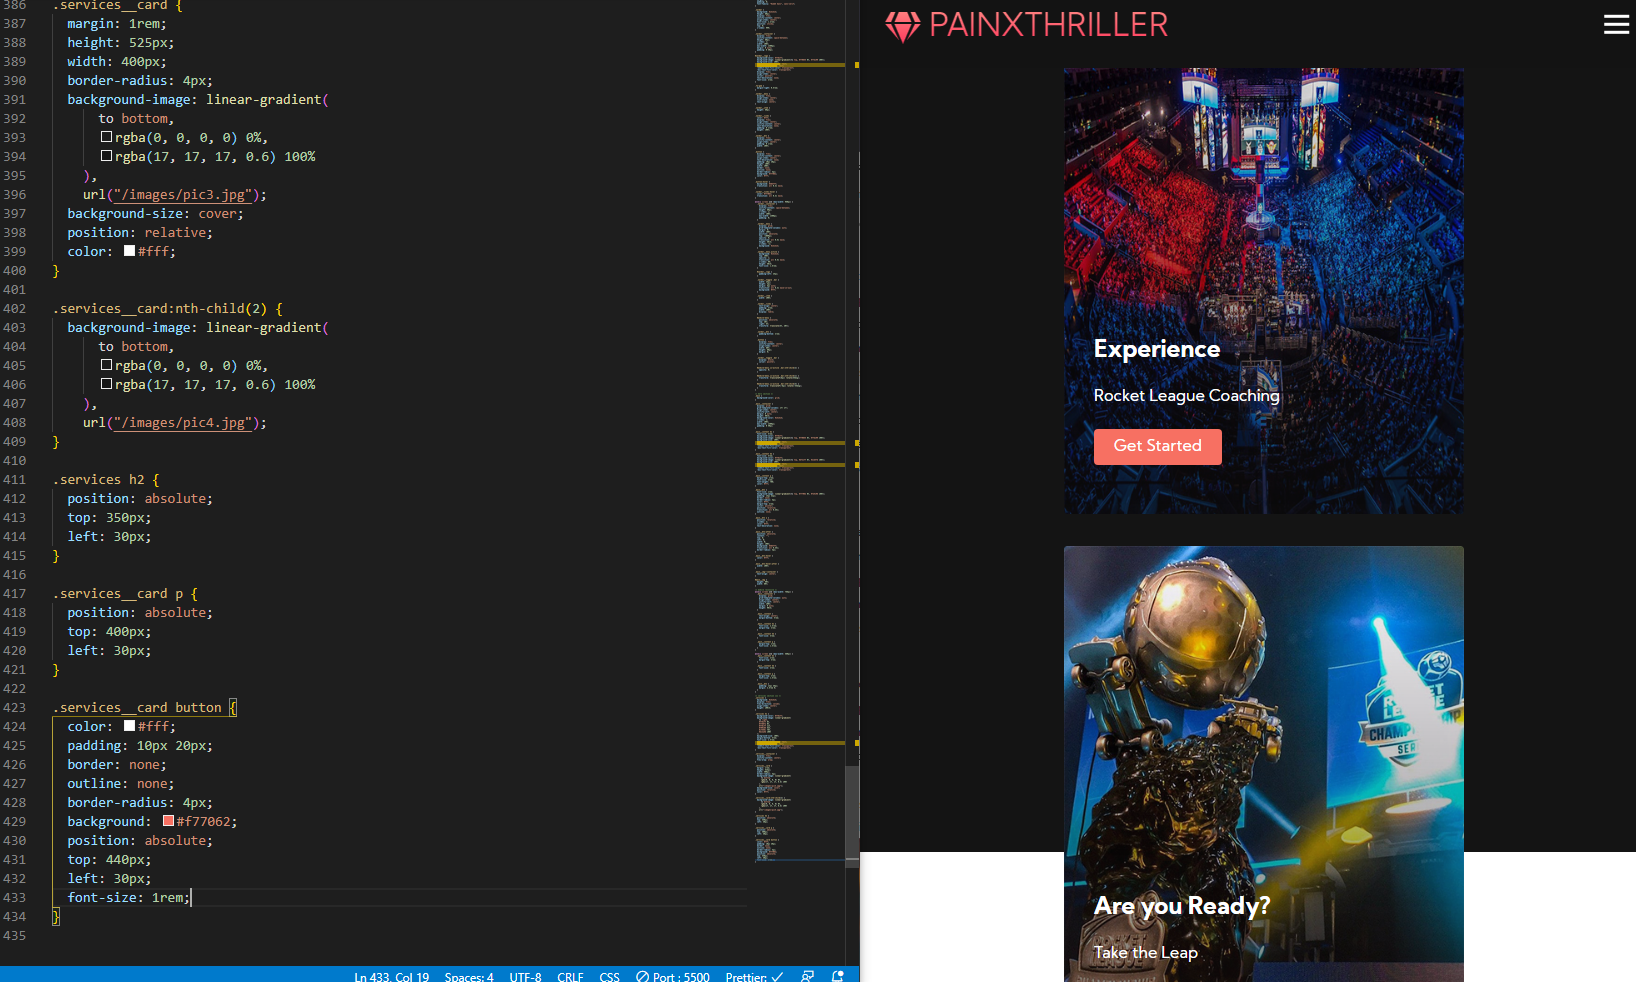 386 .services__card {
387 margin: 1rem;
388 height: 525px;
389 width: 400px;
390 border-radius: 4px;
391 background-image: linear-gradient(
392 to bottom,
393 rgba(0, 0, 0, 0) 0%,
394 rgba(17, 17, 17, 0.6) 100%
395 ),
396 url("/images/pic3.jpg");
397 background-size: cover;
398 position: relative;
399 color: #fff;
400 }
401
402 .services__card:nth-child(2) {
403 background-image: linear-gradient(
404 to bottom,
405 rgba(0, 0, 0, 0) 0%,
406 rgba(17, 17, 17, 0.6) 100%
407 ),
408 url("/images/pic4.jpg");
409 }
410
411 .services h2 {
412 position: absolute;
413 top: 350px;
414 left: 30px;
415 }
416
417 .services__card p {
418 position: absolute;
419 top: 400px;
420 left: 30px;
421 }
422
423 .services__card button {
424 color: #fff;
425 padding: 10px 20px;
426 border: none;
427 outline: none;
428 border-radius: 4px;
429 background: #f77062;
430 position: absolute;
431 top: 440px;
432 left: 30px;
433 font-size: 1rem;
434 }
435
Ln 433, Col 19 Spaces: 4 UTF-8 CRLF CSS Port : 5500 Prettier: ✓
PAINXTHRILLER
Experience
Rocket League Coaching
Get Started
ROCKET
LEAGUE
CHAMP
SER
Are you Ready?
ROCKET
LEAGUE
Take the Leap